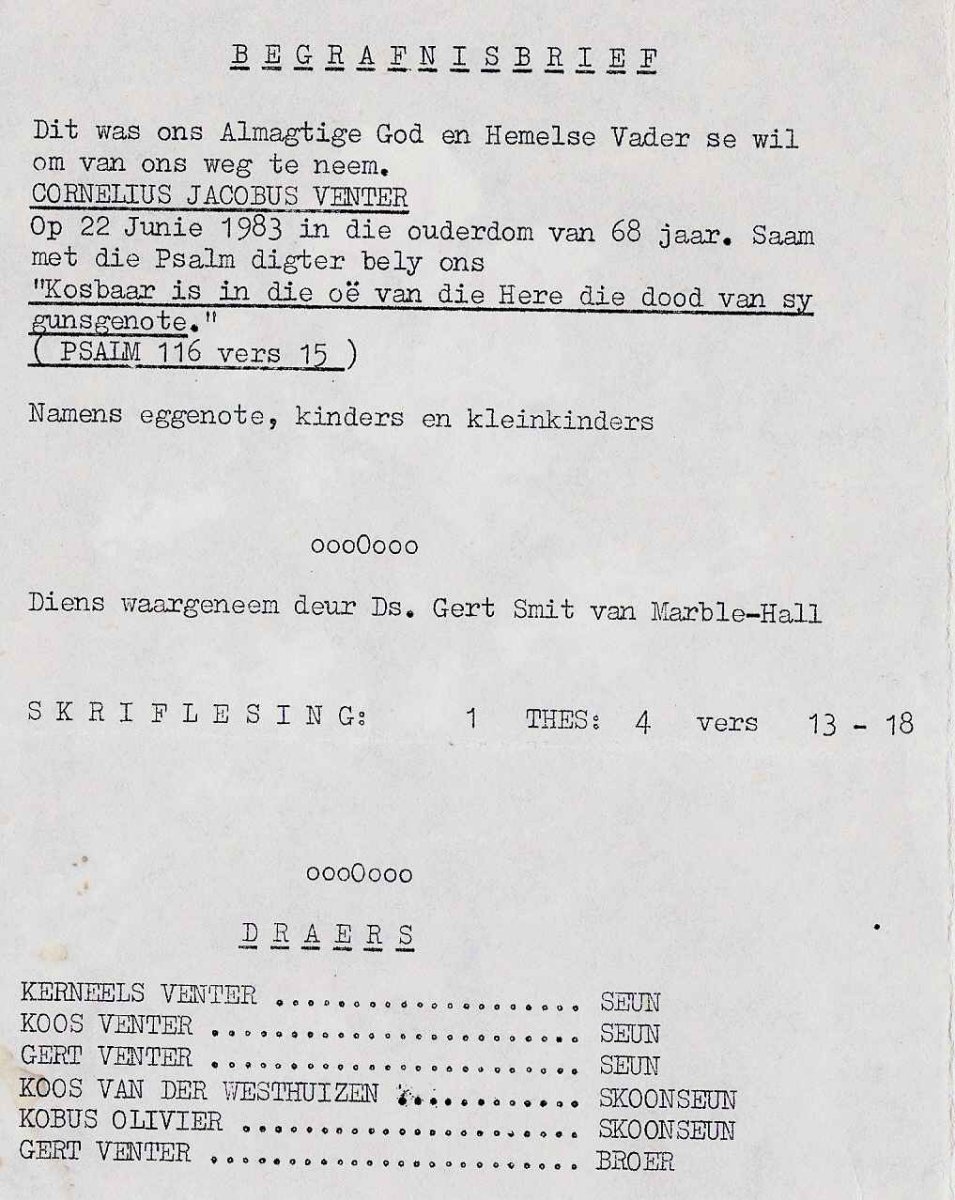 B E G R A F N I S B R I E F
Dit was ons Almagtige God en Hemelse Vader se wil
om van ons weg te neem.
CORNELIUS JACOBUS VENTER
Op 22 Junie 1983 in die ouderdom van 68 jaar. Saam
met die Psalm digter bely ons
"Kosbaar is in die oë van die Here die dood van sy
gunsgenote."
( PSALM 116 vers 15 )
Namens eggenote, kinders en kleinkinders
oooOooo
Diens waargeneem deur Ds. Gert Smit van Marble-Hall
S K R I F L E S I N G: 1 THES: 4 vers 13 - 18
oooOooo
D R A E R S
KERNEELS VENTER .................... SEUN
KOOS VENTER ........................ SEUN
GERT VENTER ........................ SEUN
KOOS VAN DER WESTHUIZEN ............ SKOONSEUN
KOBUS OLIVIER ...................... SKOONSEUN
GERT VENTER ........................ BROER